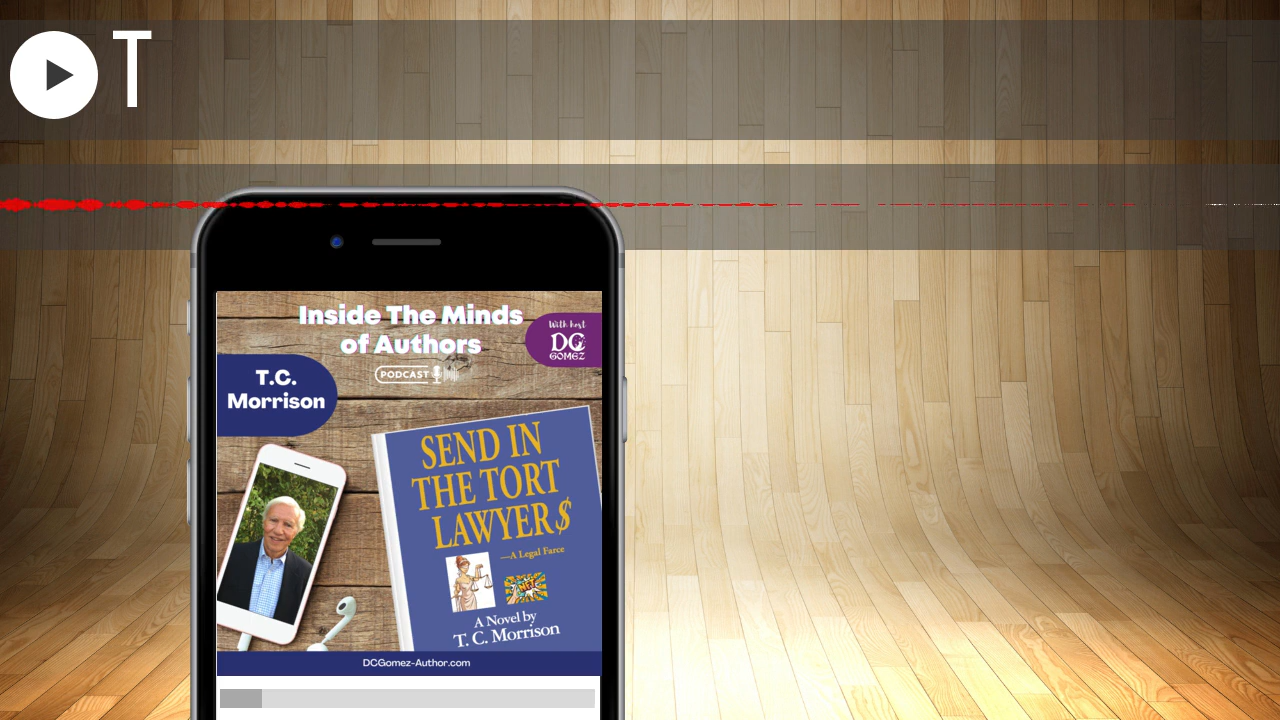 T
Inside The Minds
of Authors
PODCAST
With host
DG
GOMEZ
T.C.
Morrison
SEND IN
THE TORT
LAWYER$
—A Legal Farce
A Novel by
T. C. Morrison
DCGomez-Author.com